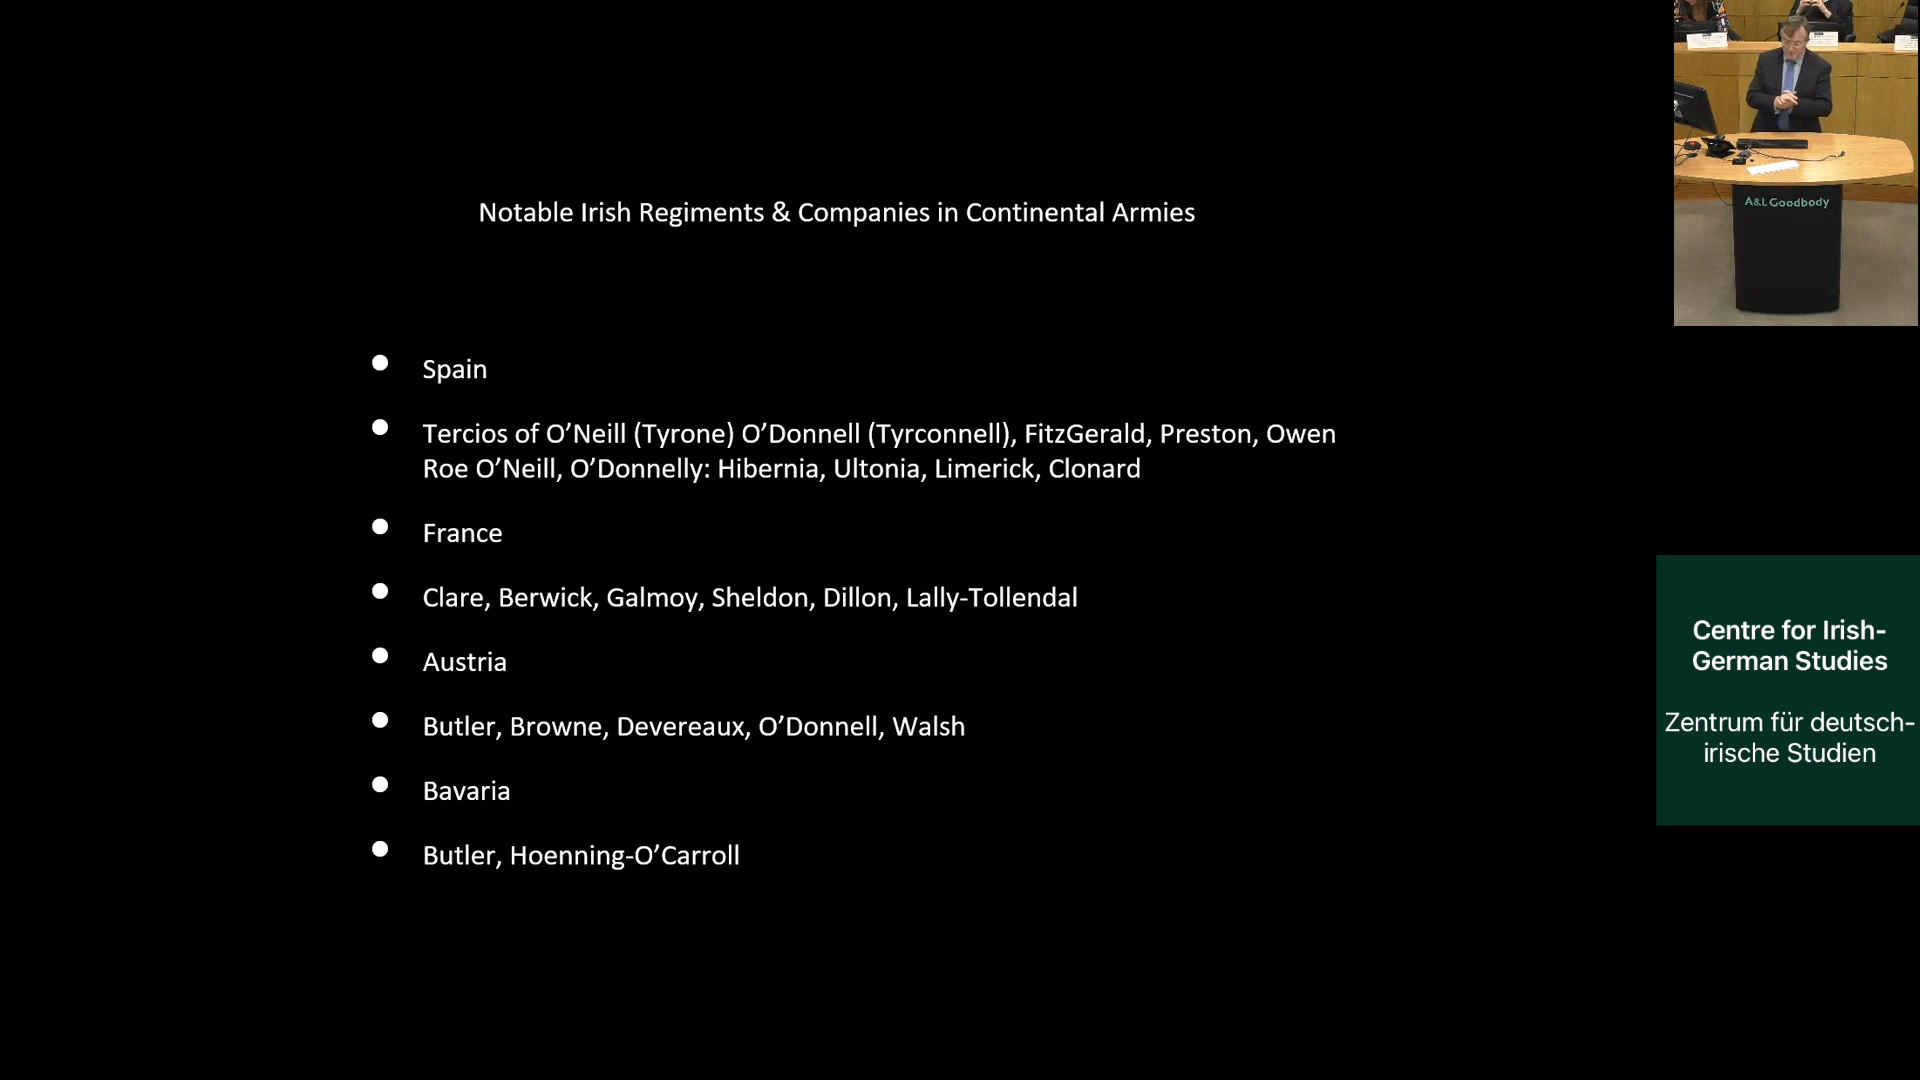 Notable Irish Regiments & Companies in Continental Armies
Spain
Tercios of O’Neill (Tyrone) O’Donnell (Tyrconnell), FitzGerald, Preston, Owen
Roe O’Neill, O’Donnelly: Hibernia, Ultonia, Limerick, Clonard
France
Clare, Berwick, Galmoy, Sheldon, Dillon, Lally-Tollendal
Austria
Butler, Browne, Devereaux, O’Donnell, Walsh
Bavaria
Butler, Hoenning-O’Carroll
A&L Goodbody
Centre for Irish-
German Studies
Zentrum für deutsch-
irische Studien